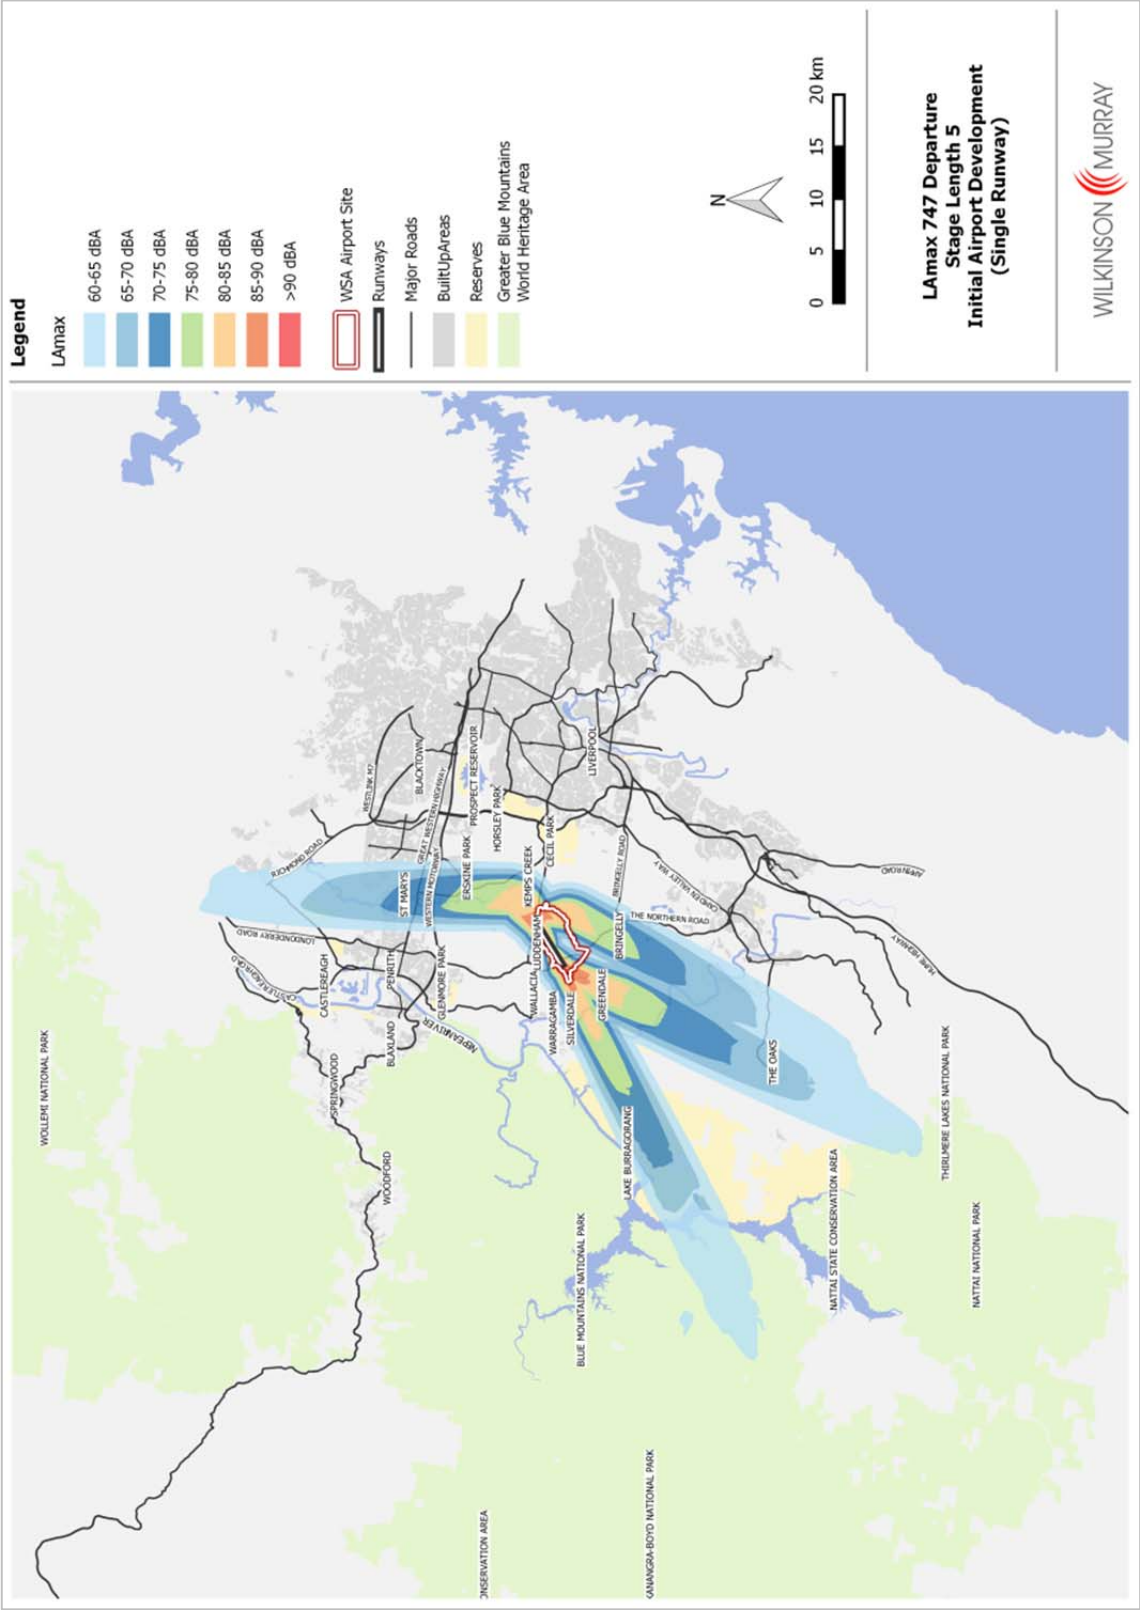 Legend
LAmax
60-65 dBA
65-70 dBA
70-75 dBA
75-80 dBA
80-85 dBA
85-90 dBA
>90 dBA
WSA Airport Site
Runways
Major Roads
BuiltUpAreas
Reserves
Greater Blue Mountains
World Heritage Area
N
0 5 10 15 20 km
LAmax 747 Departure
Stage Length 5
Initial Airport Development
(Single Runway)
WILKINSON MURRAY
WOLLEMI NATIONAL PARK
RICHMOND ROAD
LONDONDERRY ROAD
CASTLEREAGH RD
CASTLEREAGH
SPRINGWOOD
WOODFORD
BLAXLAND
PENRITH
ST MARYS
WESTLINK M7
BLACKTOWN
GREAT WESTERN HIGHWAY
WESTERN MOTORWAY
GLENMORE PARK
NEPEAN RIVER
ERSKINE PARK
PROSPECT RESERVOIR
HORSLEY PARK
KEMPS CREEK
CECIL PARK
LUDDENHAM
WALLACIA
WARRAGAMBA
SILVERDALE
GREENDALE
BRINGELLY
BRINGELLY ROAD
LIVERPOOL
THE NORTHERN ROAD
CAMDEN VALLEY WAY
LAKE BURRAGORANG
BLUE MOUNTAINS NATIONAL PARK
THE OAKS
APPIN ROAD
HUME HIGHWAY
NATTAI STATE CONSERVATION AREA
THIRLMERE LAKES NATIONAL PARK
NATTAI NATIONAL PARK
ONSERVATION AREA
KANANGRA-BOYD NATIONAL PARK